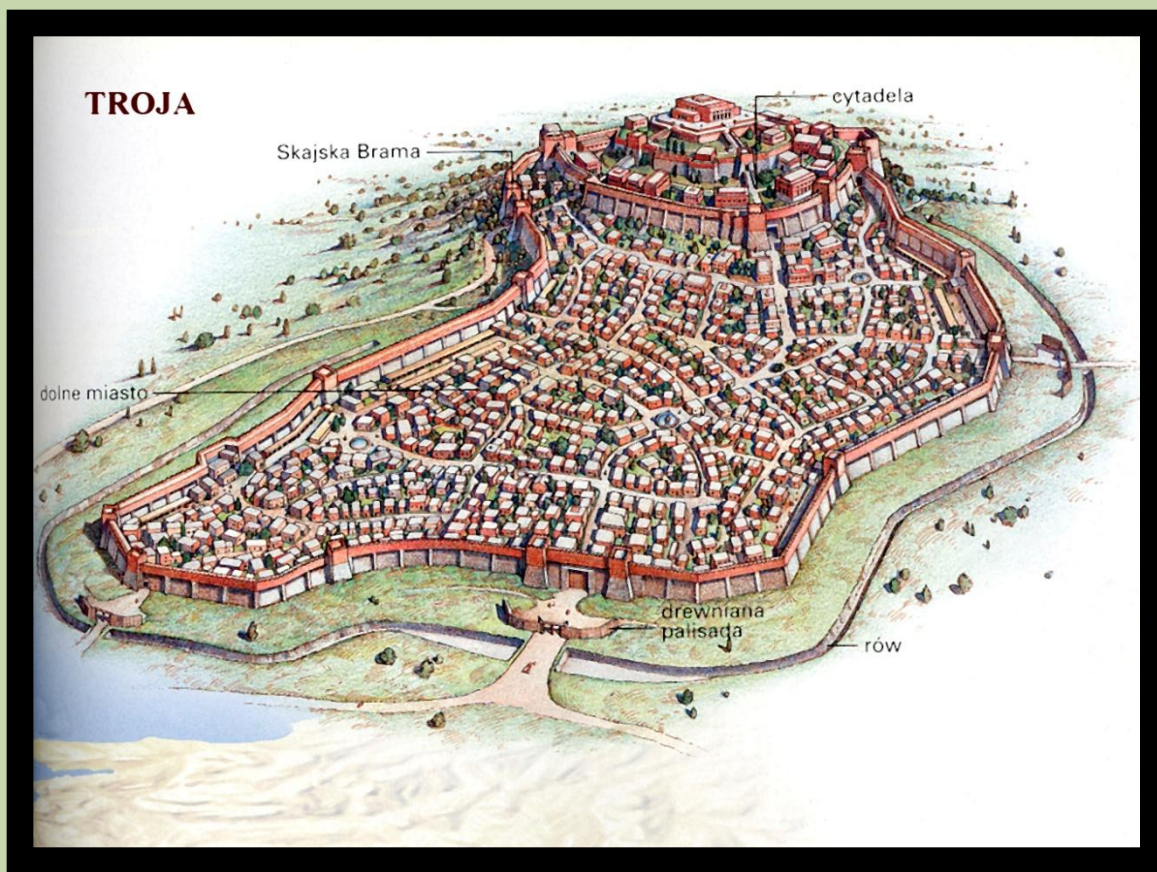 TROJA
cytadela
Skajska Brama
dolne miasto
drewniana
palisada
rów